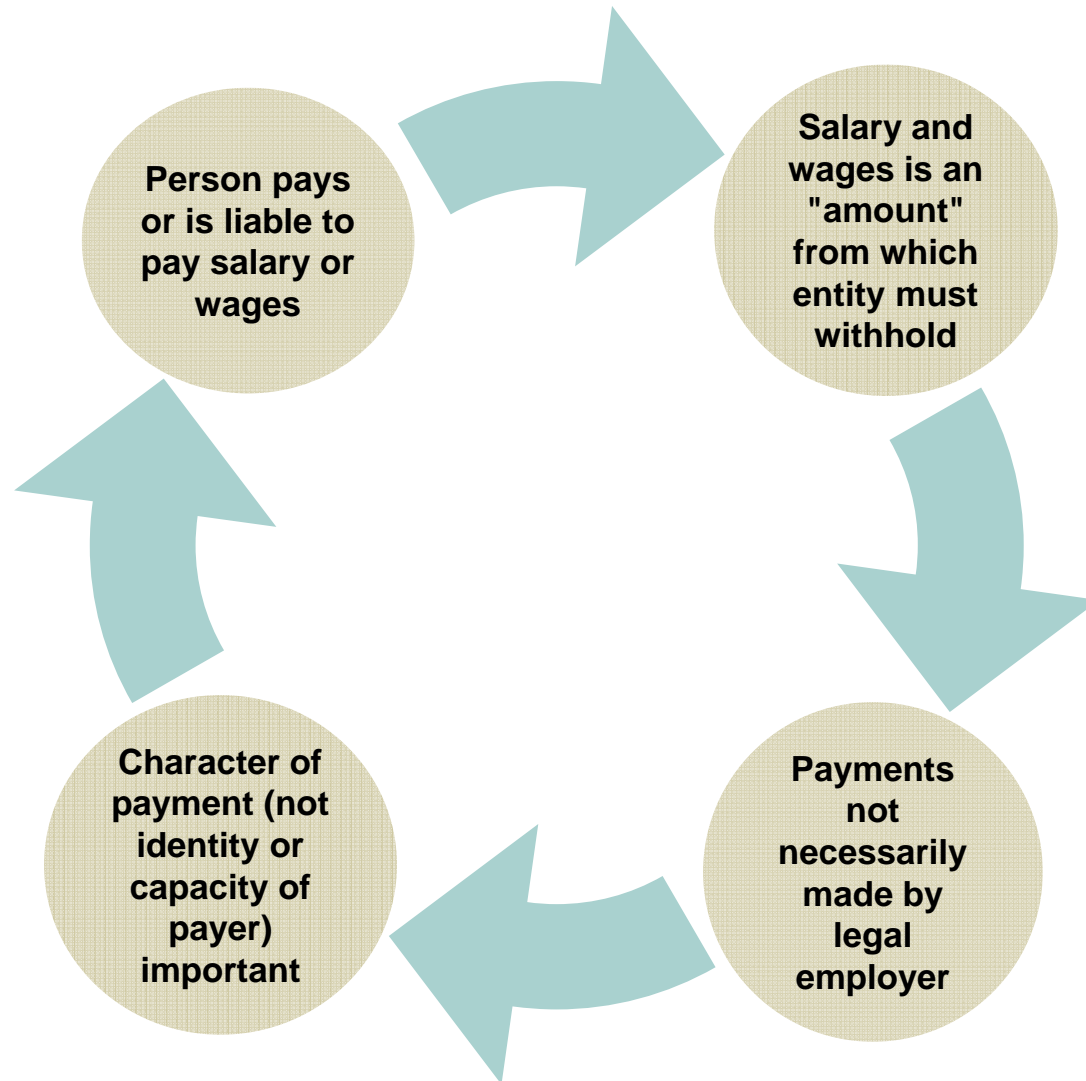 Person pays
or is liable to
pay salary or
wages
Salary and
wages is an
"amount"
from which
entity must
withhold
Payments
not
necessarily
made by
legal
employer
Character of
payment (not
identity or
capacity of
payer)
important